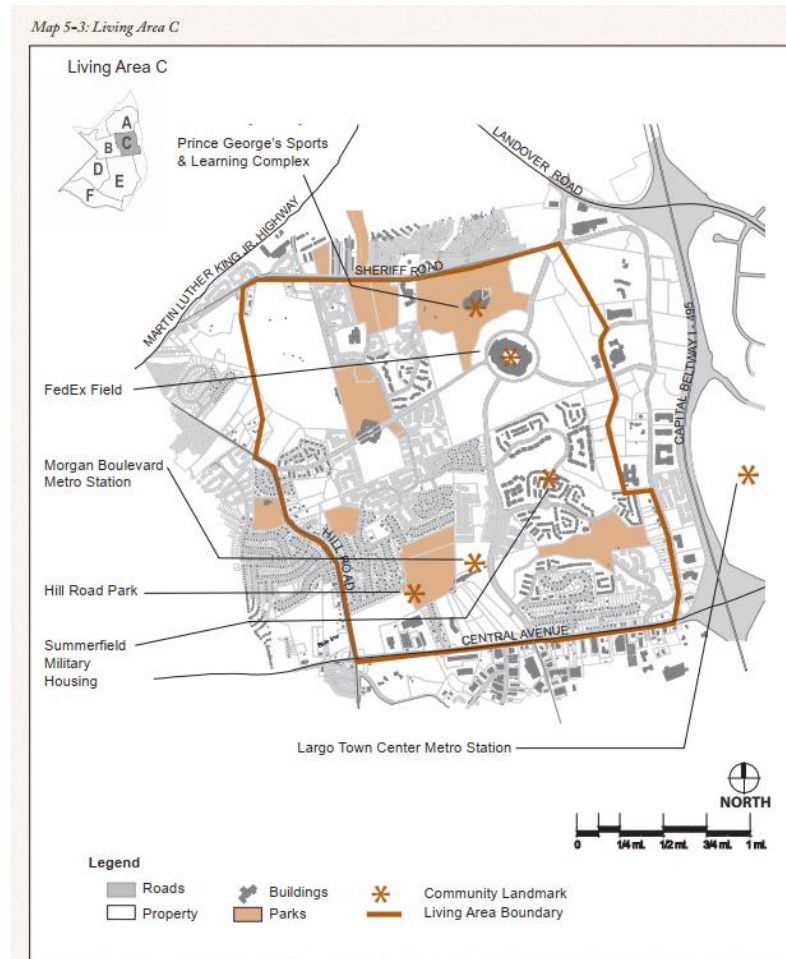 Map 5-3: Living Area C
Living Area C
A
B
C
D
E
F
Prince George's Sports
& Learning Complex
LANDOVER ROAD
MARTIN LUTHER KING JR. HIGHWAY
SHERIFF ROAD
FedEx Field
CAPITAL BELTWAY I - 495
Morgan Boulevard
Metro Station
HILL ROAD
Hill Road Park
CENTRAL AVENUE
Summerfield
Military
Housing
Largo Town Center Metro Station
NORTH
0 1/4 mi. 1/2 mi. 3/4 mi. 1 mi.
Legend
Roads Buildings Community Landmark
Property Parks Living Area Boundary